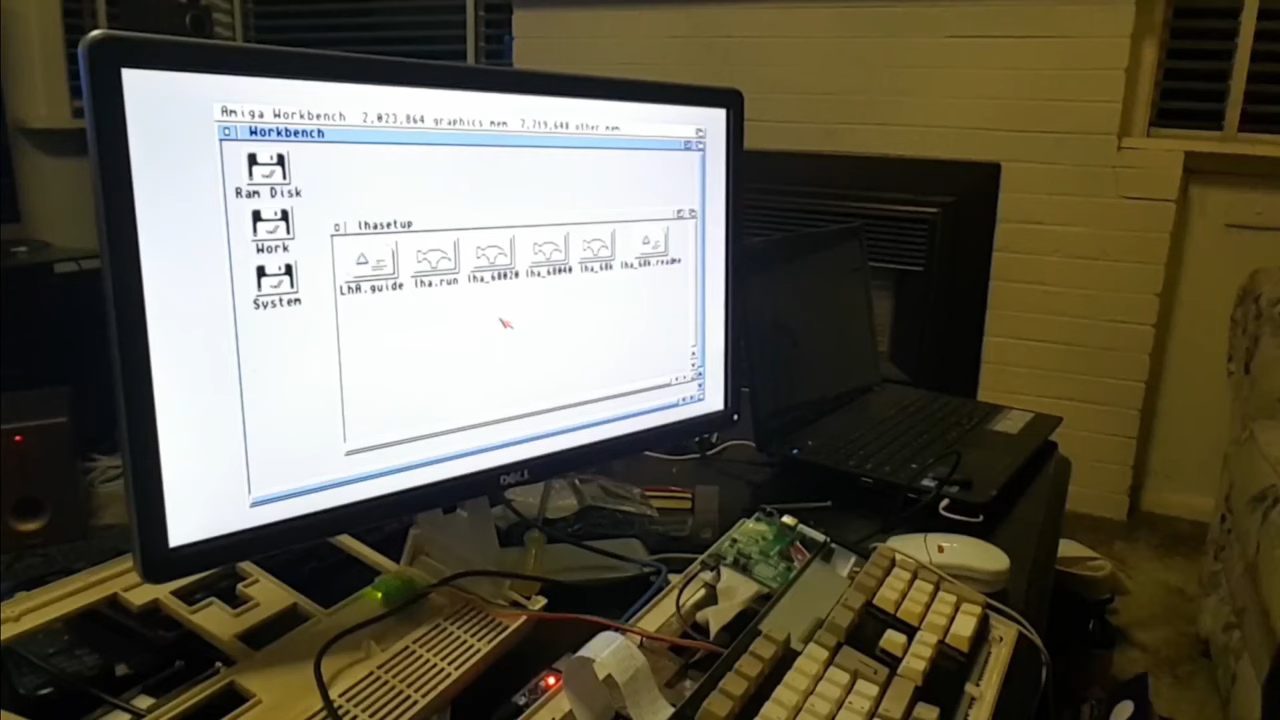 Amiga Workbench 2,023,864 graphics mem 7,719,648 other mem
Workbench
Ram Disk
Work
System
lhasetup
LhA.guide lha.run lha_68020 lha_68040 lha_68k lha_68k.readme
DELL